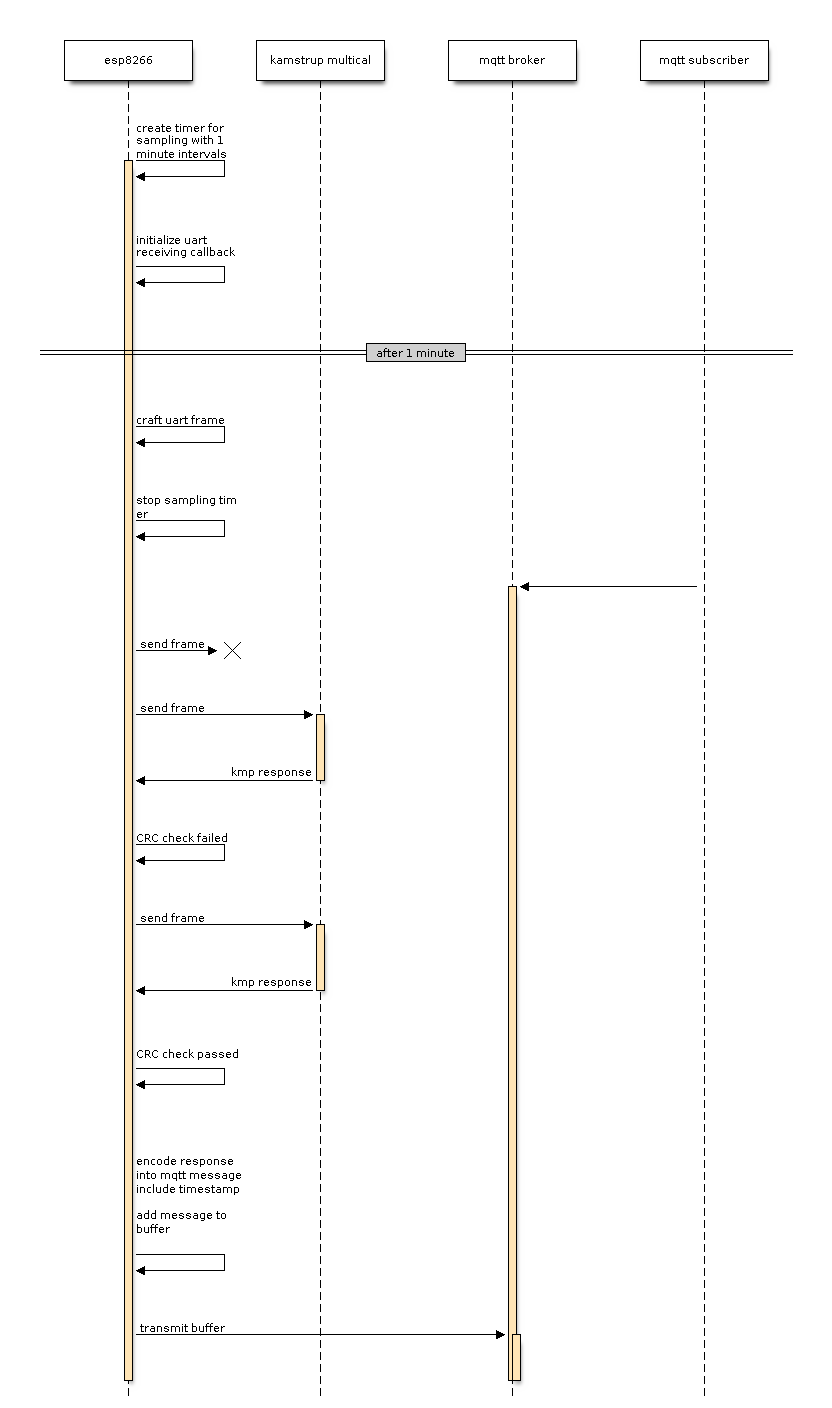 esp8266
kamstrup multical
mqtt broker
mqtt subscriber
create timer for
sampling with 1
minute intervals
initialize uart
receiving callback
after 1 minute
craft uart frame
stop sampling tim
er
send frame
send frame
kmp response
CRC check failed
send frame
kmp response
CRC check passed
encode response
into mqtt message
include timestamp
add message to
buffer
transmit buffer